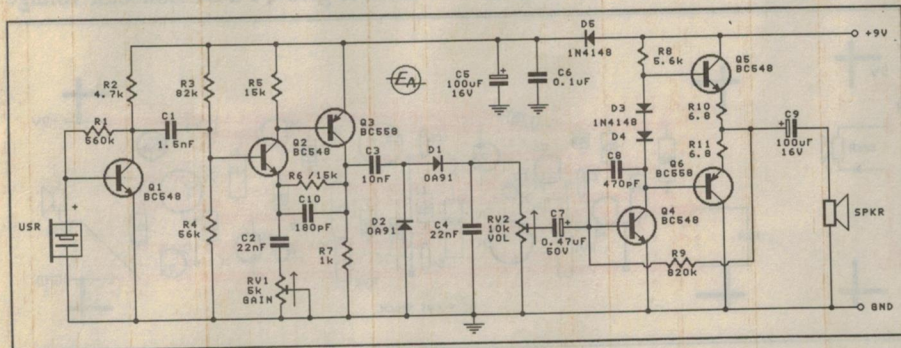 D5
1N4148
+9V
R2
4.7k
R3
82k
R5
15k
EA
C5
100uF
16V
C6
0.1uF
R8
5.6k
Q5
BC548
R1
560k
C1
1.5nF
Q3
BC558
D3
1N4148
D4
R10
6.8
C9
100uF
16V
Q2
BC548
C3
10nF
D1
0A91
R11
6.8
Q1
BC548
R6 /15k
C8
470pF
Q6
BC558
USR
R4
56k
C10
180pF
C2
22nF
D2
0A91
C4
22nF
RV2
10k
VOL
C7
0.47uF
50V
Q4
BC548
SPKR
R7
1k
R9
820k
RV1
5k
GAIN
GND